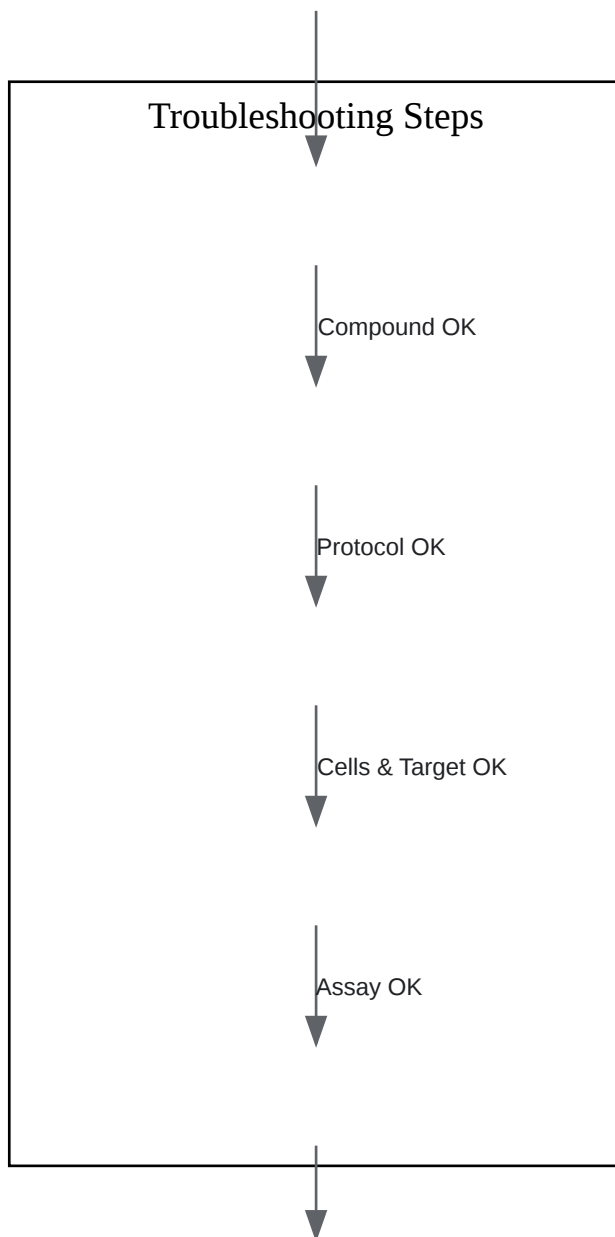 Troubleshooting Steps
Compound OK
Protocol OK
Cells & Target OK
Assay OK